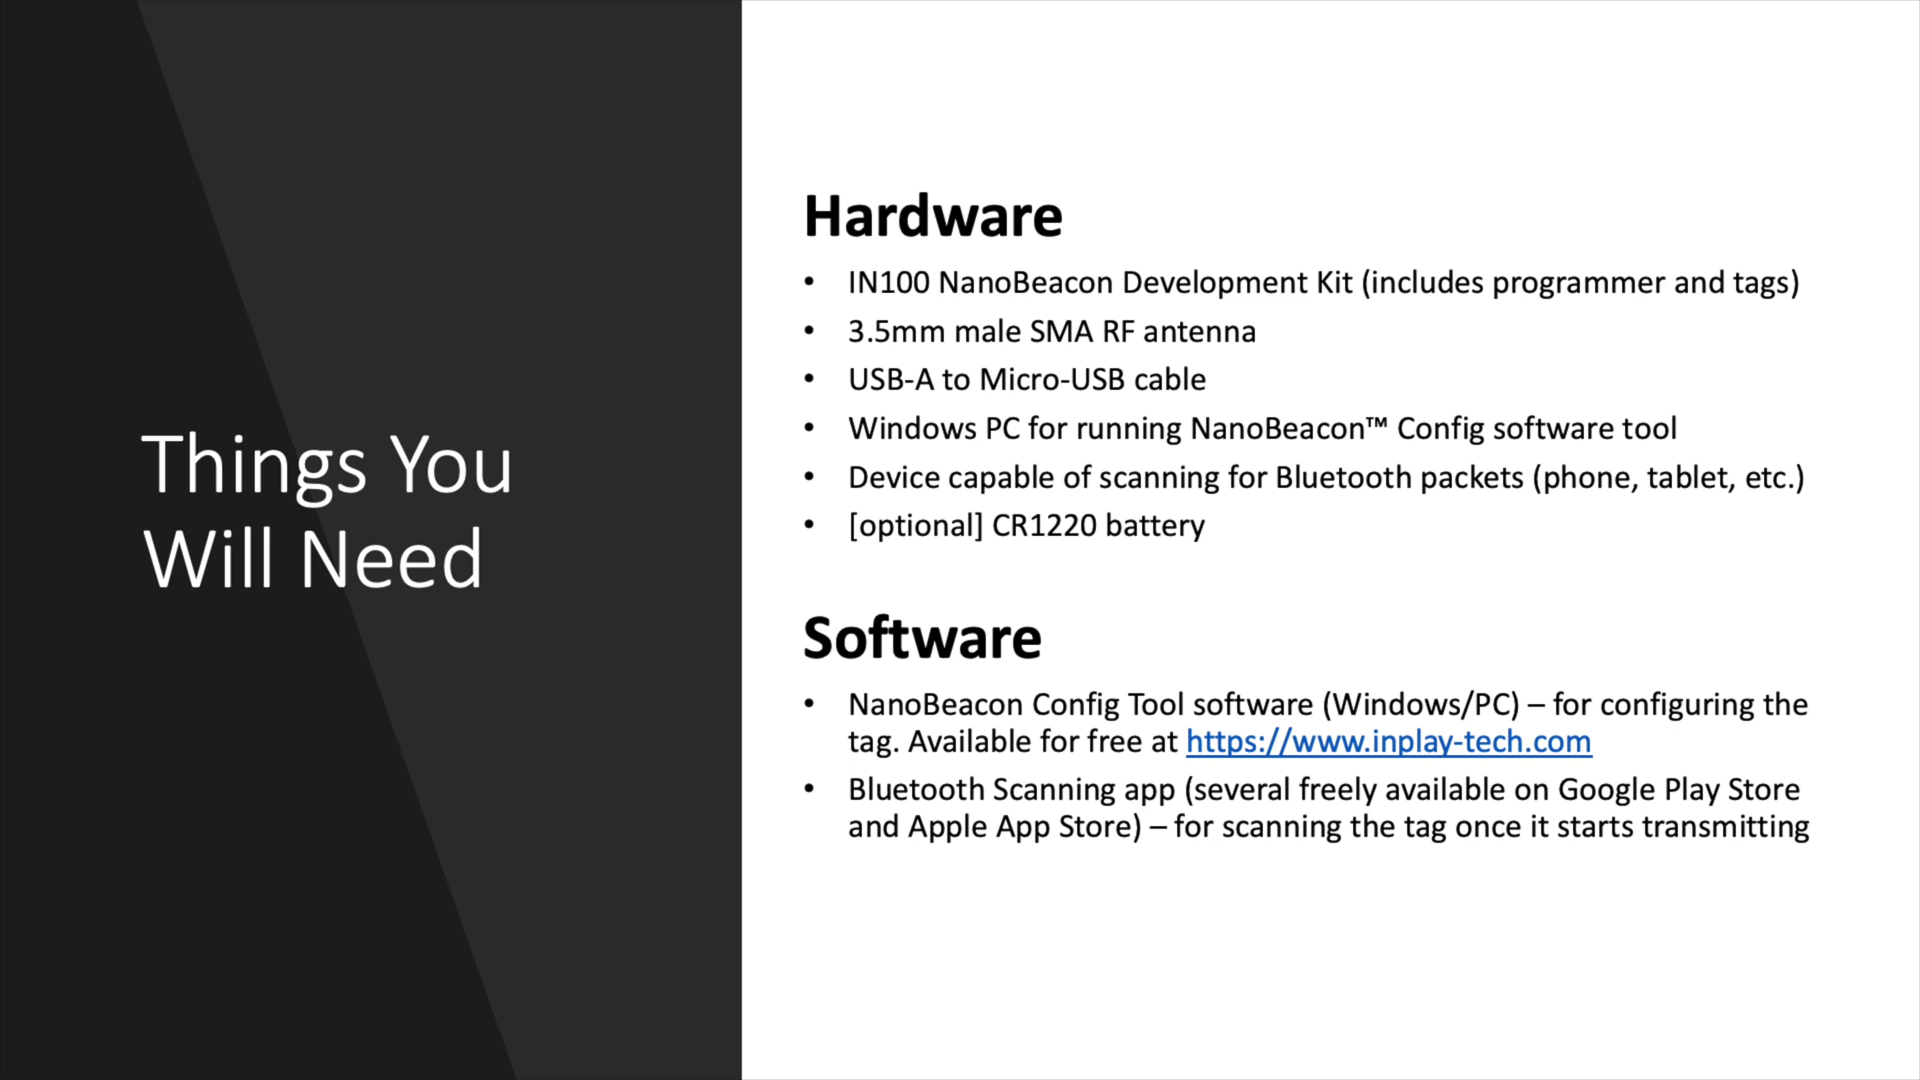 Things You
Will Need
Hardware
• IN100 NanoBeacon Development Kit (includes programmer and tags)
• 3.5mm male SMA RF antenna
• USB-A to Micro-USB cable
• Windows PC for running NanoBeacon™ Config software tool
• Device capable of scanning for Bluetooth packets (phone, tablet, etc.)
• [optional] CR1220 battery
Software
• NanoBeacon Config Tool software (Windows/PC) – for configuring the
tag. Available for free at https://www.inplay-tech.com
• Bluetooth Scanning app (several freely available on Google Play Store
and Apple App Store) – for scanning the tag once it starts transmitting